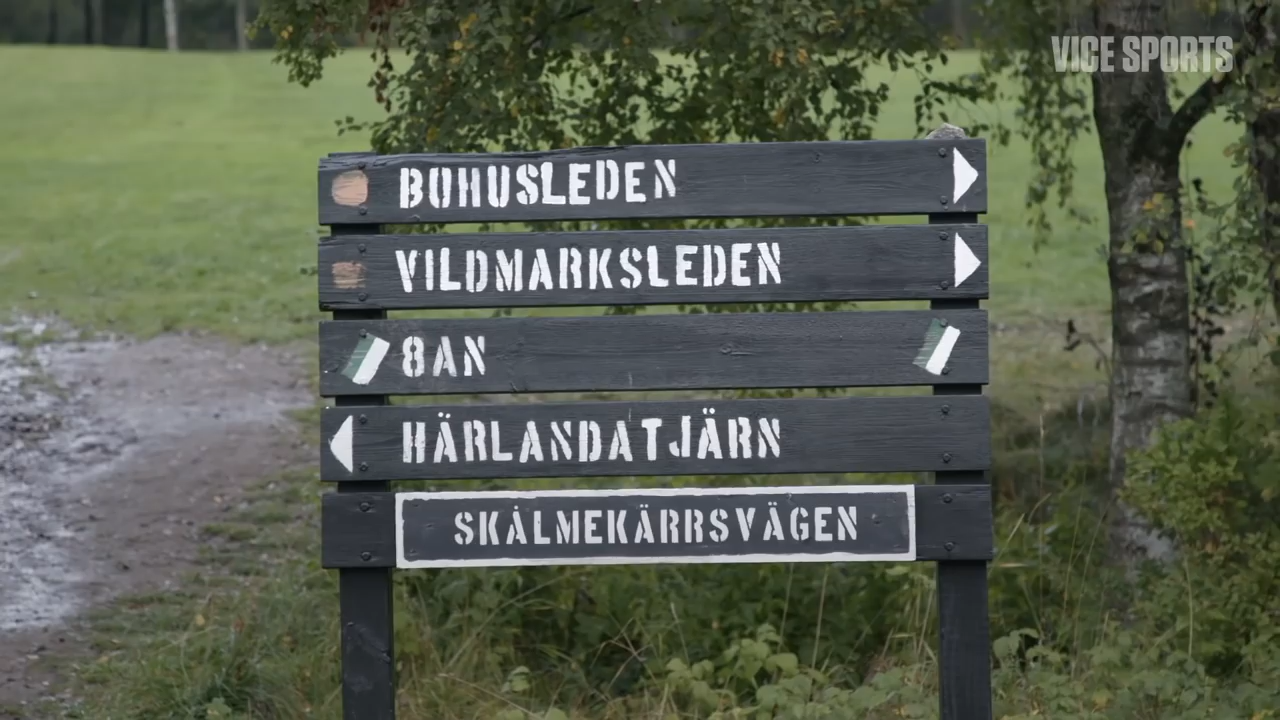 VICE SPORTS
BOHUSLEDEN
VILDMARKSLEDEN
8AN
HÄRLANDATJÄRN
SKÅLMEKÄRRSVÄGEN